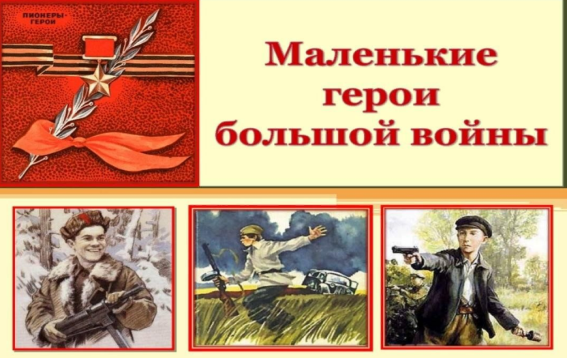 ПИОНЕРЫ-
ГЕРОИ
Маленькие
герои
большой войны